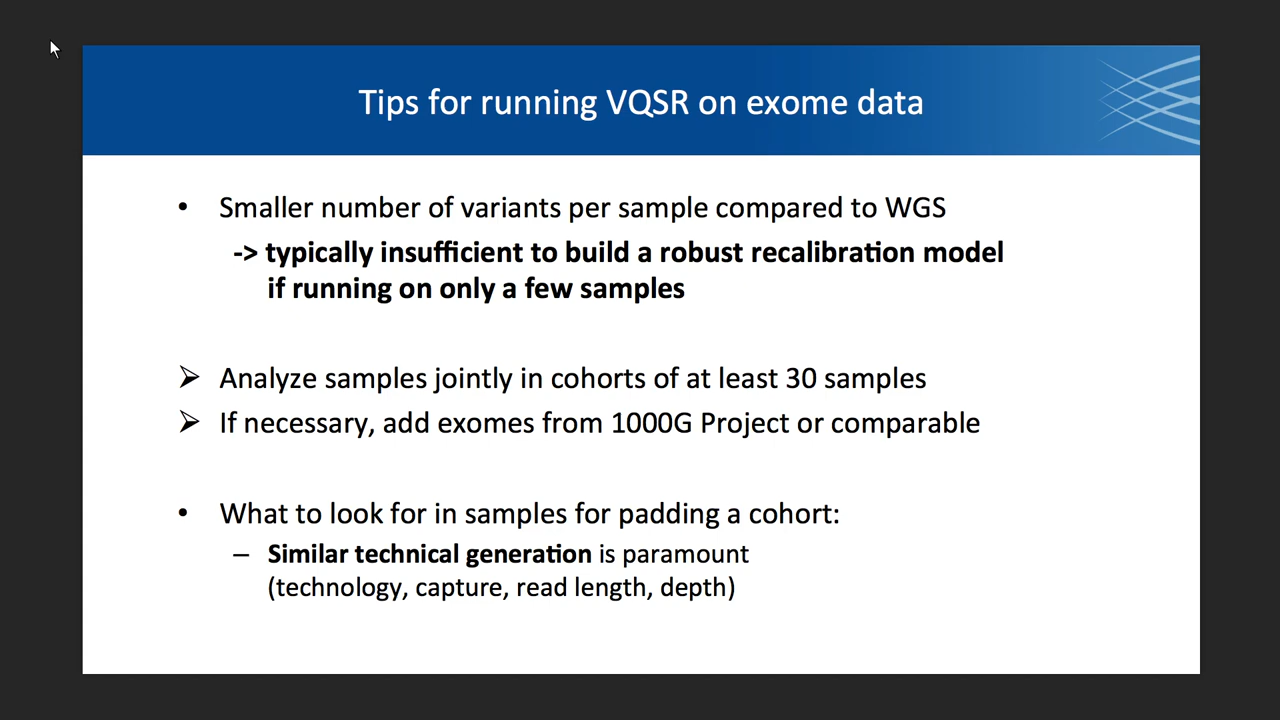 Tips for running VQSR on exome data
• Smaller number of variants per sample compared to WGS
-> typically insufficient to build a robust recalibration model
if running on only a few samples
➢ Analyze samples jointly in cohorts of at least 30 samples
➢ If necessary, add exomes from 1000G Project or comparable
• What to look for in samples for padding a cohort:
– Similar technical generation is paramount
(technology, capture, read length, depth)